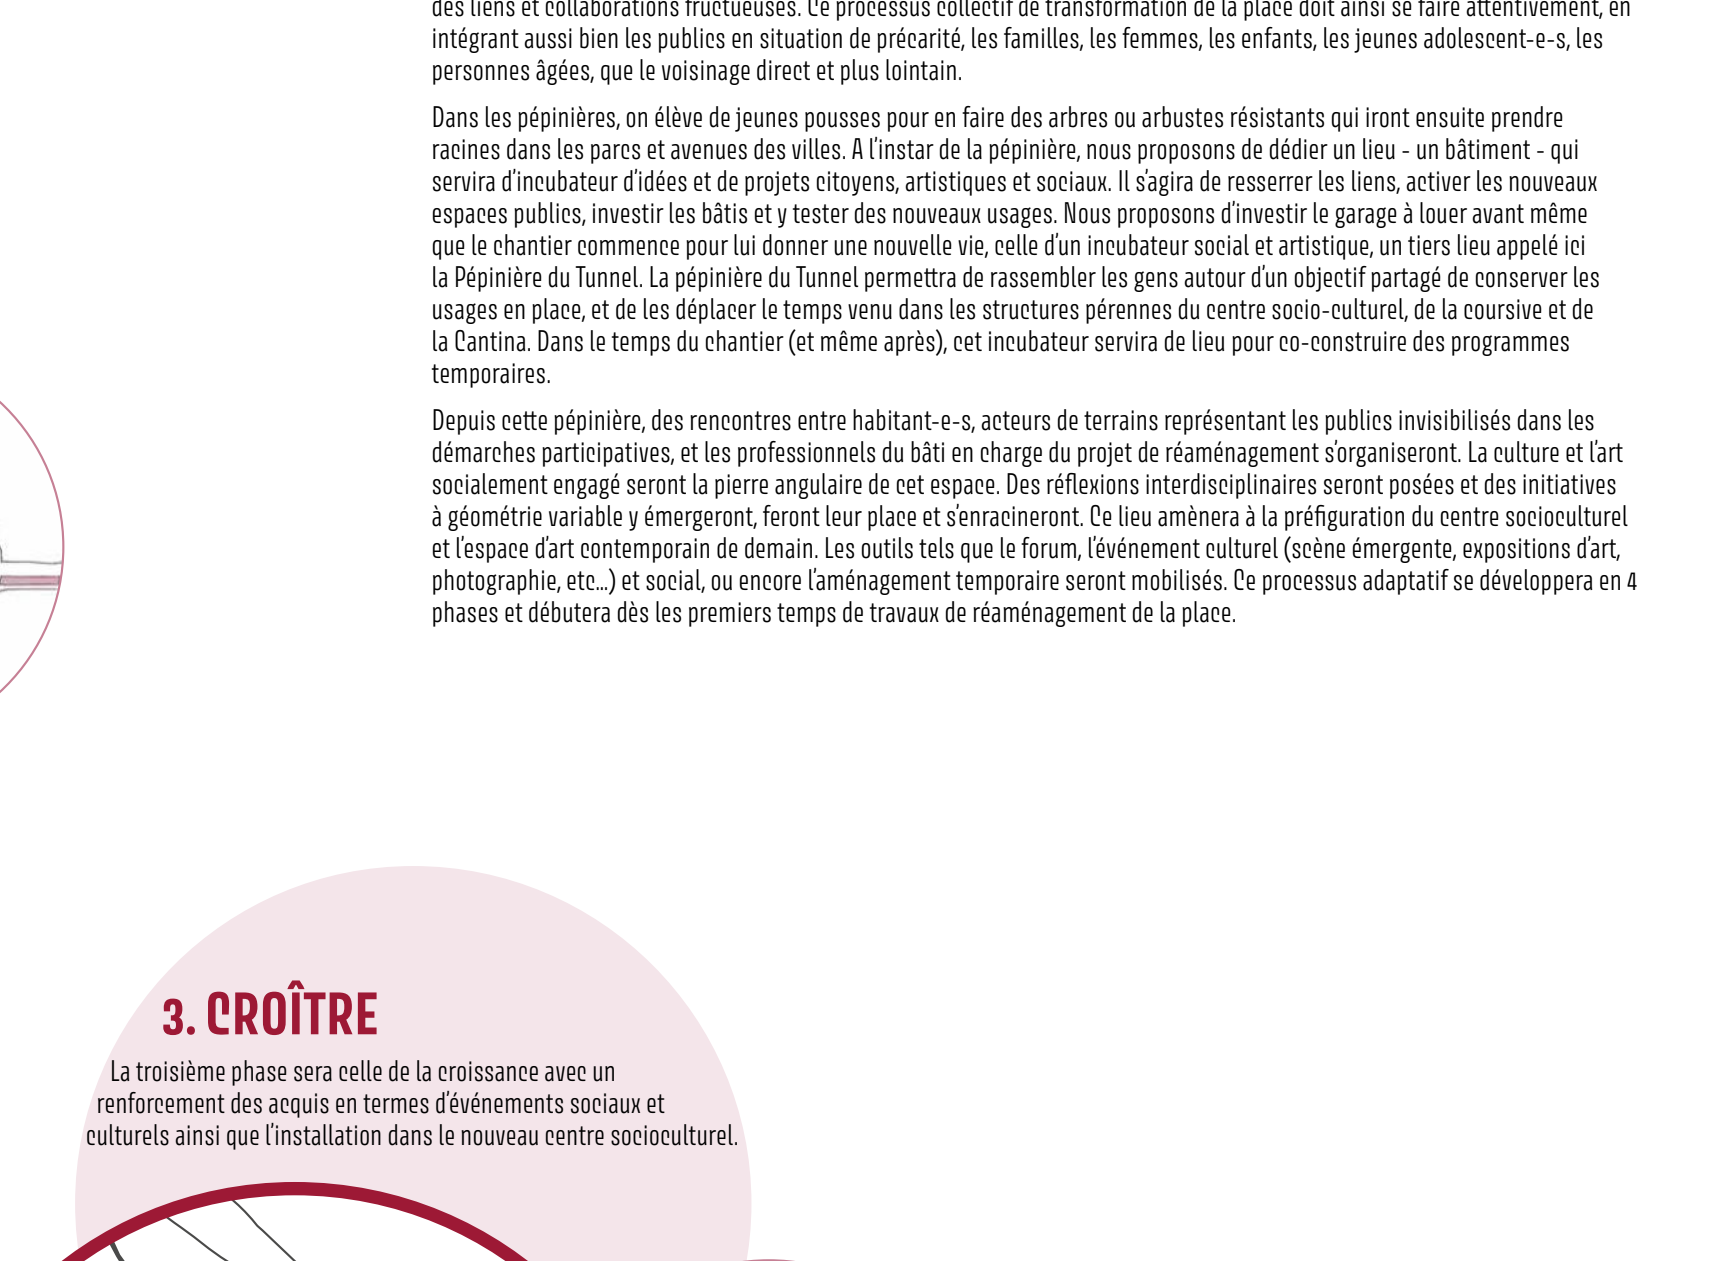 des liens et collaborations fructueuses. Ce processus collectif de transformation de la place doit ainsi se faire attentivement, en
intégrant aussi bien les publics en situation de précarité, les familles, les femmes, les enfants, les jeunes adolescent-e-s, les
personnes âgées, que le voisinage direct et plus lointain.
Dans les pépinières, on élève de jeunes pousses pour en faire des arbres ou arbustes résistants qui iront ensuite prendre
racines dans les parcs et avenues des villes. A l'instar de la pépinière, nous proposons de dédier un lieu - un bâtiment - qui
servira d'incubateur d'idées et de projets citoyens, artistiques et sociaux. Il s'agira de resserrer les liens, activer les nouveaux
espaces publics, investir les bâtis et y tester des nouveaux usages. Nous proposons d'investir le garage à louer avant même
que le chantier commence pour lui donner une nouvelle vie, celle d'un incubateur social et artistique, un tiers lieu appelé ici
la Pépinière du Tunnel. La pépinière du Tunnel permettra de rassembler les gens autour d'un objectif partagé de conserver les
usages en place, et de les déplacer le temps venu dans les structures pérennes du centre socio-culturel, de la coursive et de
la Cantina. Dans le temps du chantier (et même après), cet incubateur servira de lieu pour co-construire des programmes
temporaires.
Depuis cette pépinière, des rencontres entre habitant-e-s, acteurs de terrains représentant les publics invisibilisés dans les
démarches participatives, et les professionnels du bâti en charge du projet de réaménagement s'organiseront. La culture et l'art
socialement engagé seront la pierre angulaire de cet espace. Des réflexions interdisciplinaires seront posées et des initiatives
à géométrie variable y émergeront, feront leur place et s'enracineront. Ce lieu amènera à la préfiguration du centre socioculturel
et l'espace d'art contemporain de demain. Les outils tels que le forum, l'événement culturel (scène émergente, expositions d'art,
photographie, etc...) et social, ou encore l'aménagement temporaire seront mobilisés. Ce processus adaptatif se développera en 4
phases et débutera dès les premiers temps de travaux de réaménagement de la place.
3. CROÎTRE
La troisième phase sera celle de la croissance avec un
renforcement des acquis en termes d'événements sociaux et
culturels ainsi que l'installation dans le nouveau centre socioculturel.